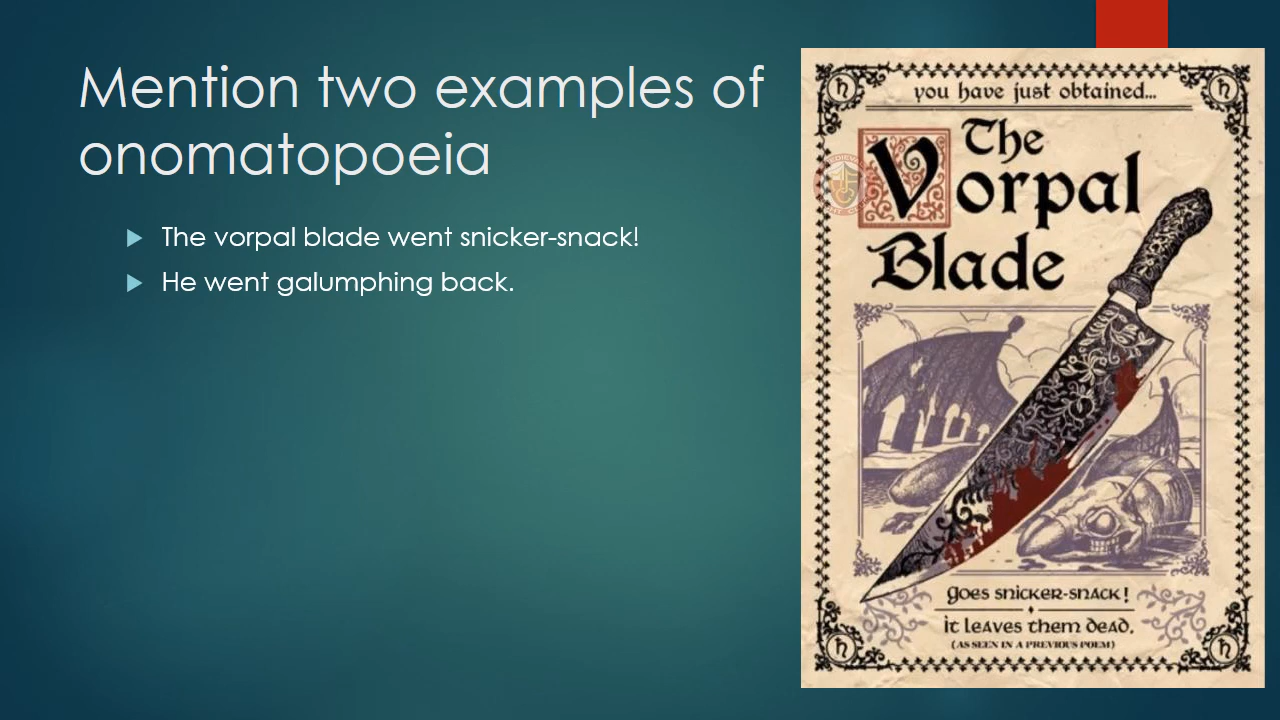 Mention two examples of
onomatopoeia
The vorpal blade went snicker-snack!
He went galumphing back.
you have just obtained...
The
Vorpal
Blade
goes snicker-snack!
it leaves them dead.
(AS SEEN IN A PREVIOUS POEM)